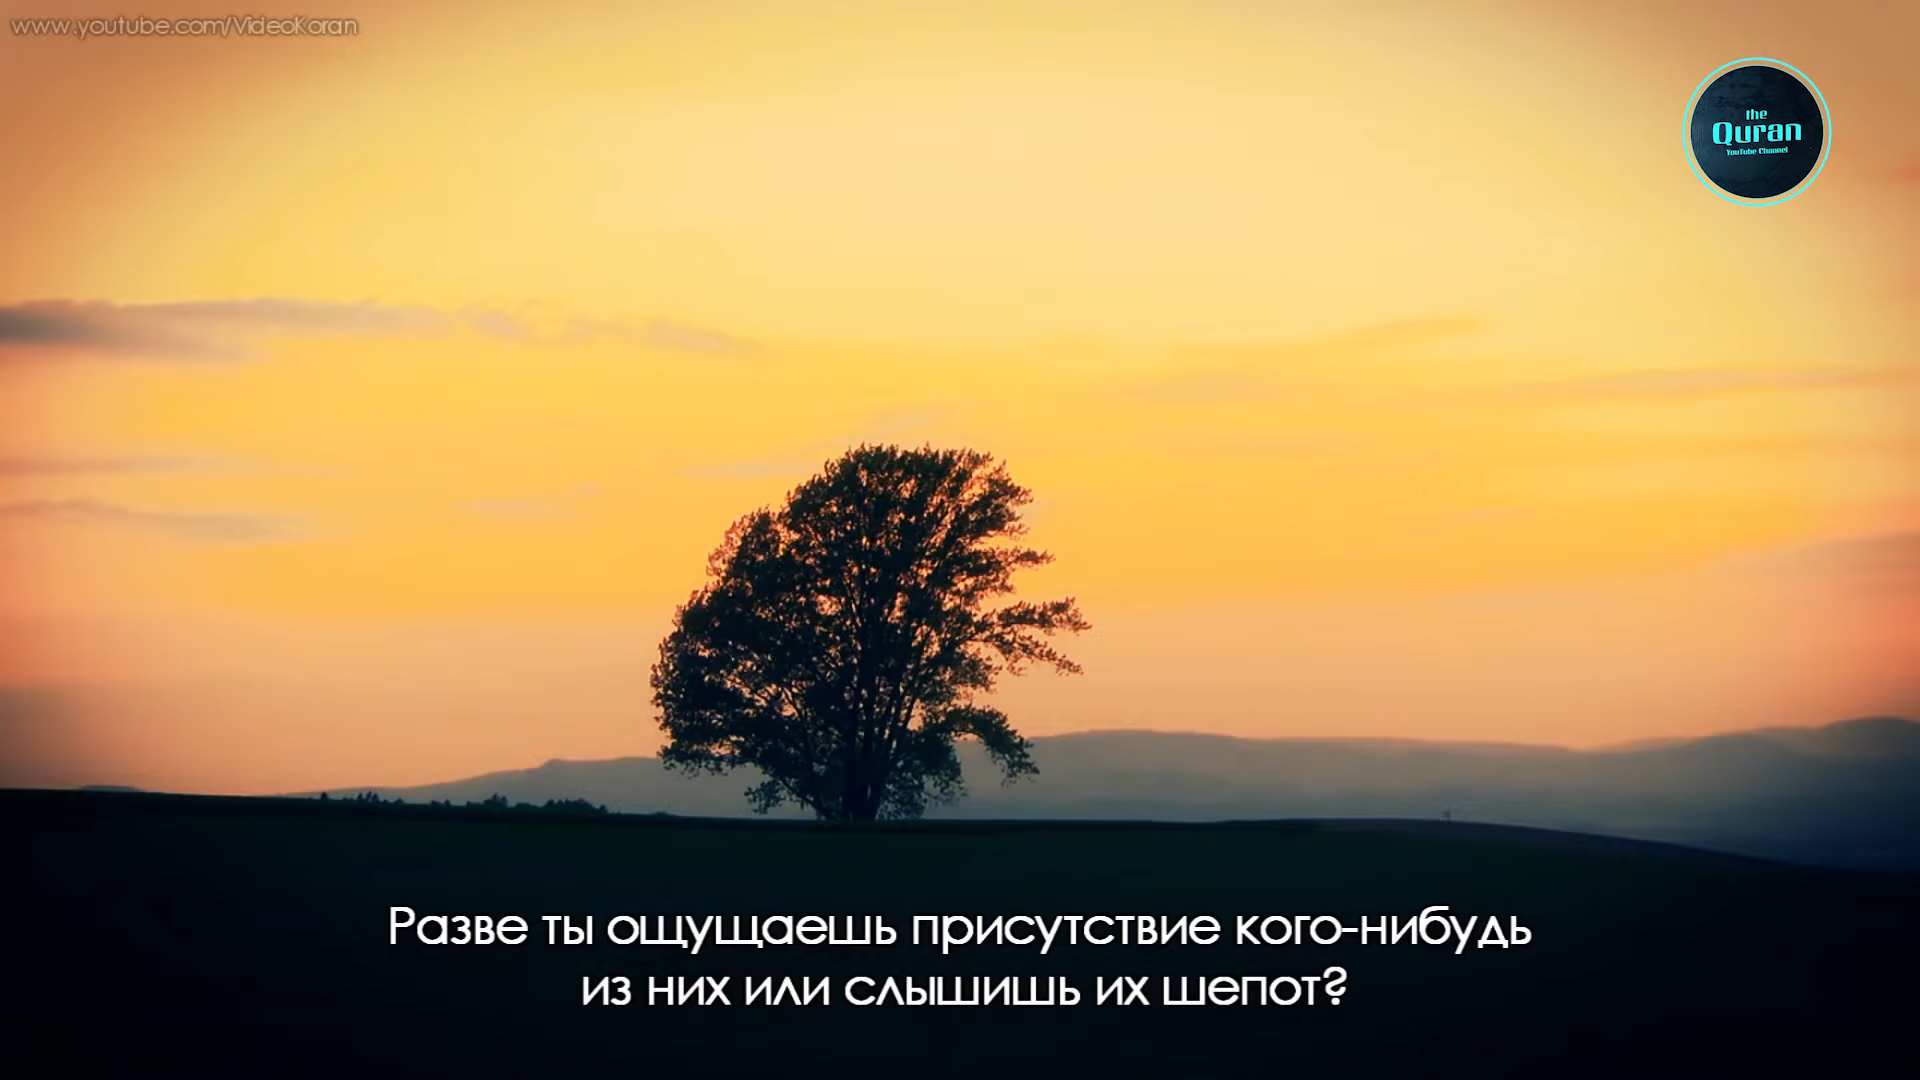 www.youtube.com/VideoKoran
the
Quran
YouTube Channel
Разве ты ощущаешь присутствие кого-нибудь
из них или слышишь их шепот?